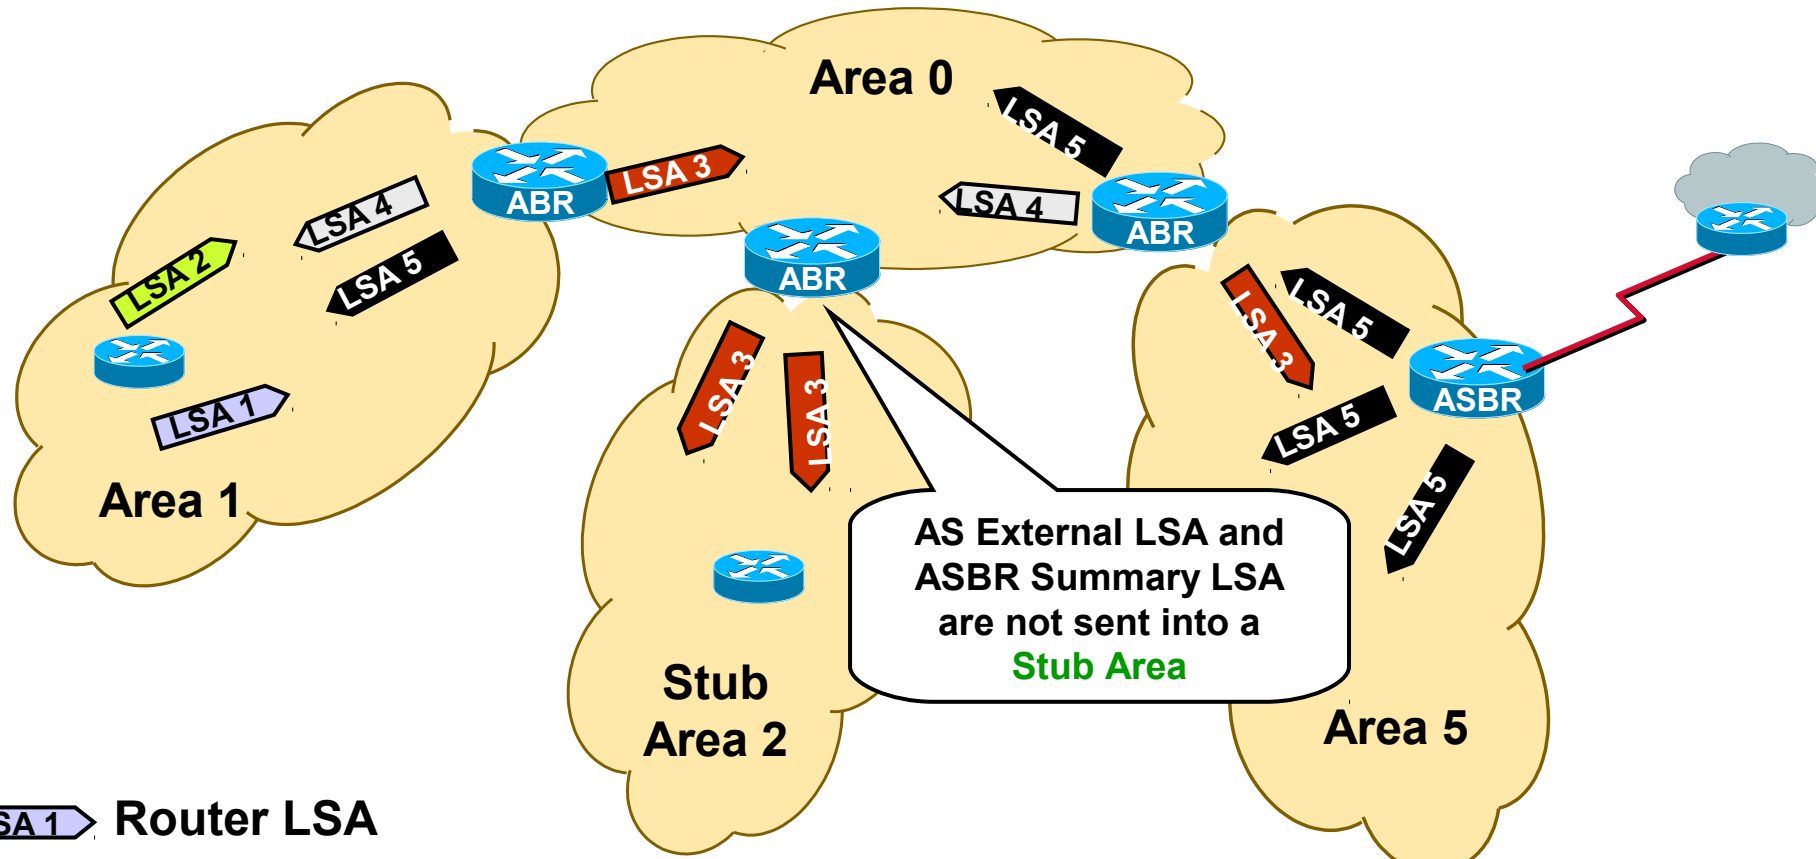 Area 0
LSA 5
LSA 3
LSA 4
ABR
ABR
ABR
LSA 4
LSA 5
LSA 2
LSA 1
Area 1
LSA 3
LSA 3
LSA 3
LSA 5
LSA 5
LSA 5
ASBR
AS External LSA and
ASBR Summary LSA
are not sent into a
Stub Area
Stub
Area 2
Area 5
SA 1
Router LSA